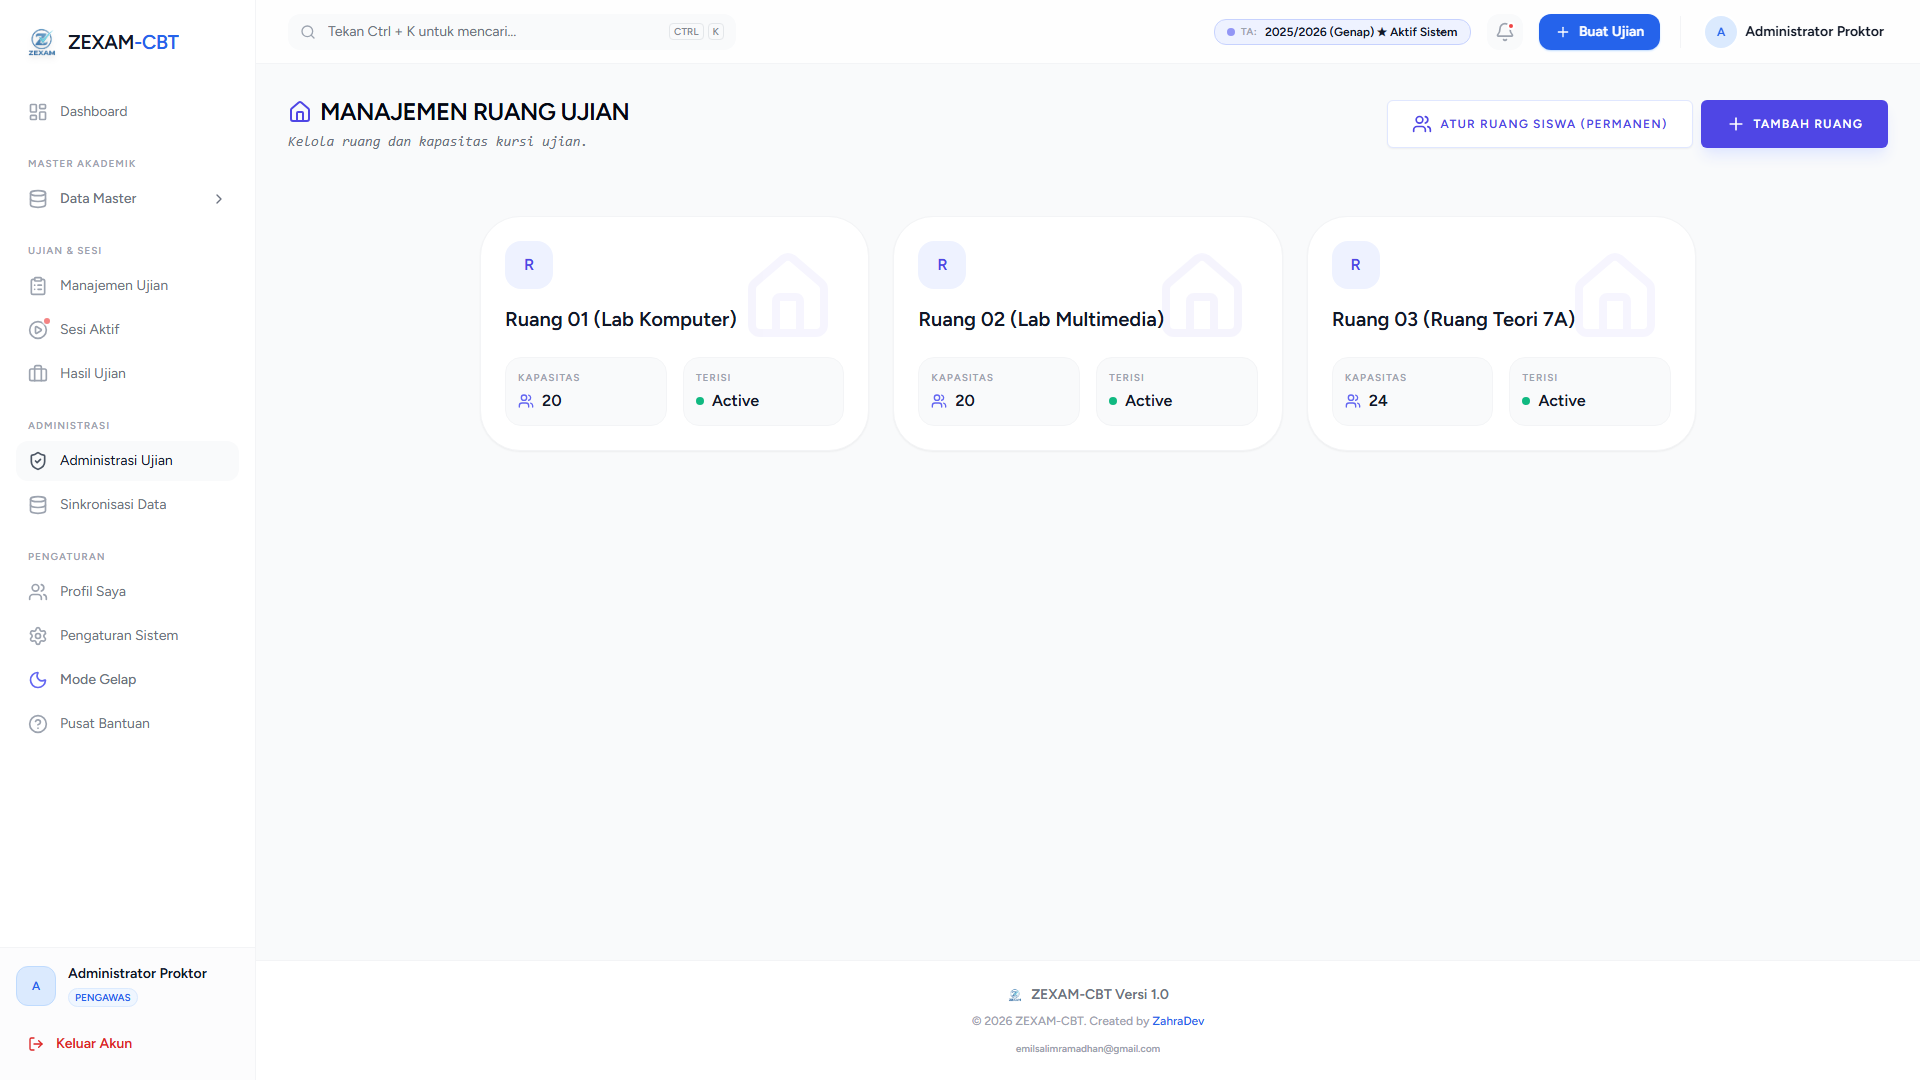 ZEXAM
ZEXAM-CBT
Dashboard
MASTER AKADEMIK
Data Master
UJIAN & SESI
Manajemen Ujian
Sesi Aktif
Hasil Ujian
ADMINISTRASI
Administrasi Ujian
Sinkronisasi Data
PENGATURAN
Profil Saya
Pengaturan Sistem
Mode Gelap
Pusat Bantuan
A
Administrator Proktor
PENGAWAS
Keluar Akun
Tekan Ctrl + K untuk mencari... CTRL K
TA: 2025/2026 (Genap) ★ Aktif Sistem
+ Buat Ujian
A Administrator Proktor
MANAJEMEN RUANG UJIAN
Kelola ruang dan kapasitas kursi ujian.
ATUR RUANG SISWA (PERMANEN)
+ TAMBAH RUANG
R
Ruang 01 (Lab Komputer)
KAPASITAS
20
TERISI
Active
R
Ruang 02 (Lab Multimedia)
KAPASITAS
20
TERISI
Active
R
Ruang 03 (Ruang Teori 7A)
KAPASITAS
24
TERISI
Active
ZEXAM-CBT Versi 1.0
© 2026 ZEXAM-CBT. Created by ZahraDev
emilsalimramadhan@gmail.com